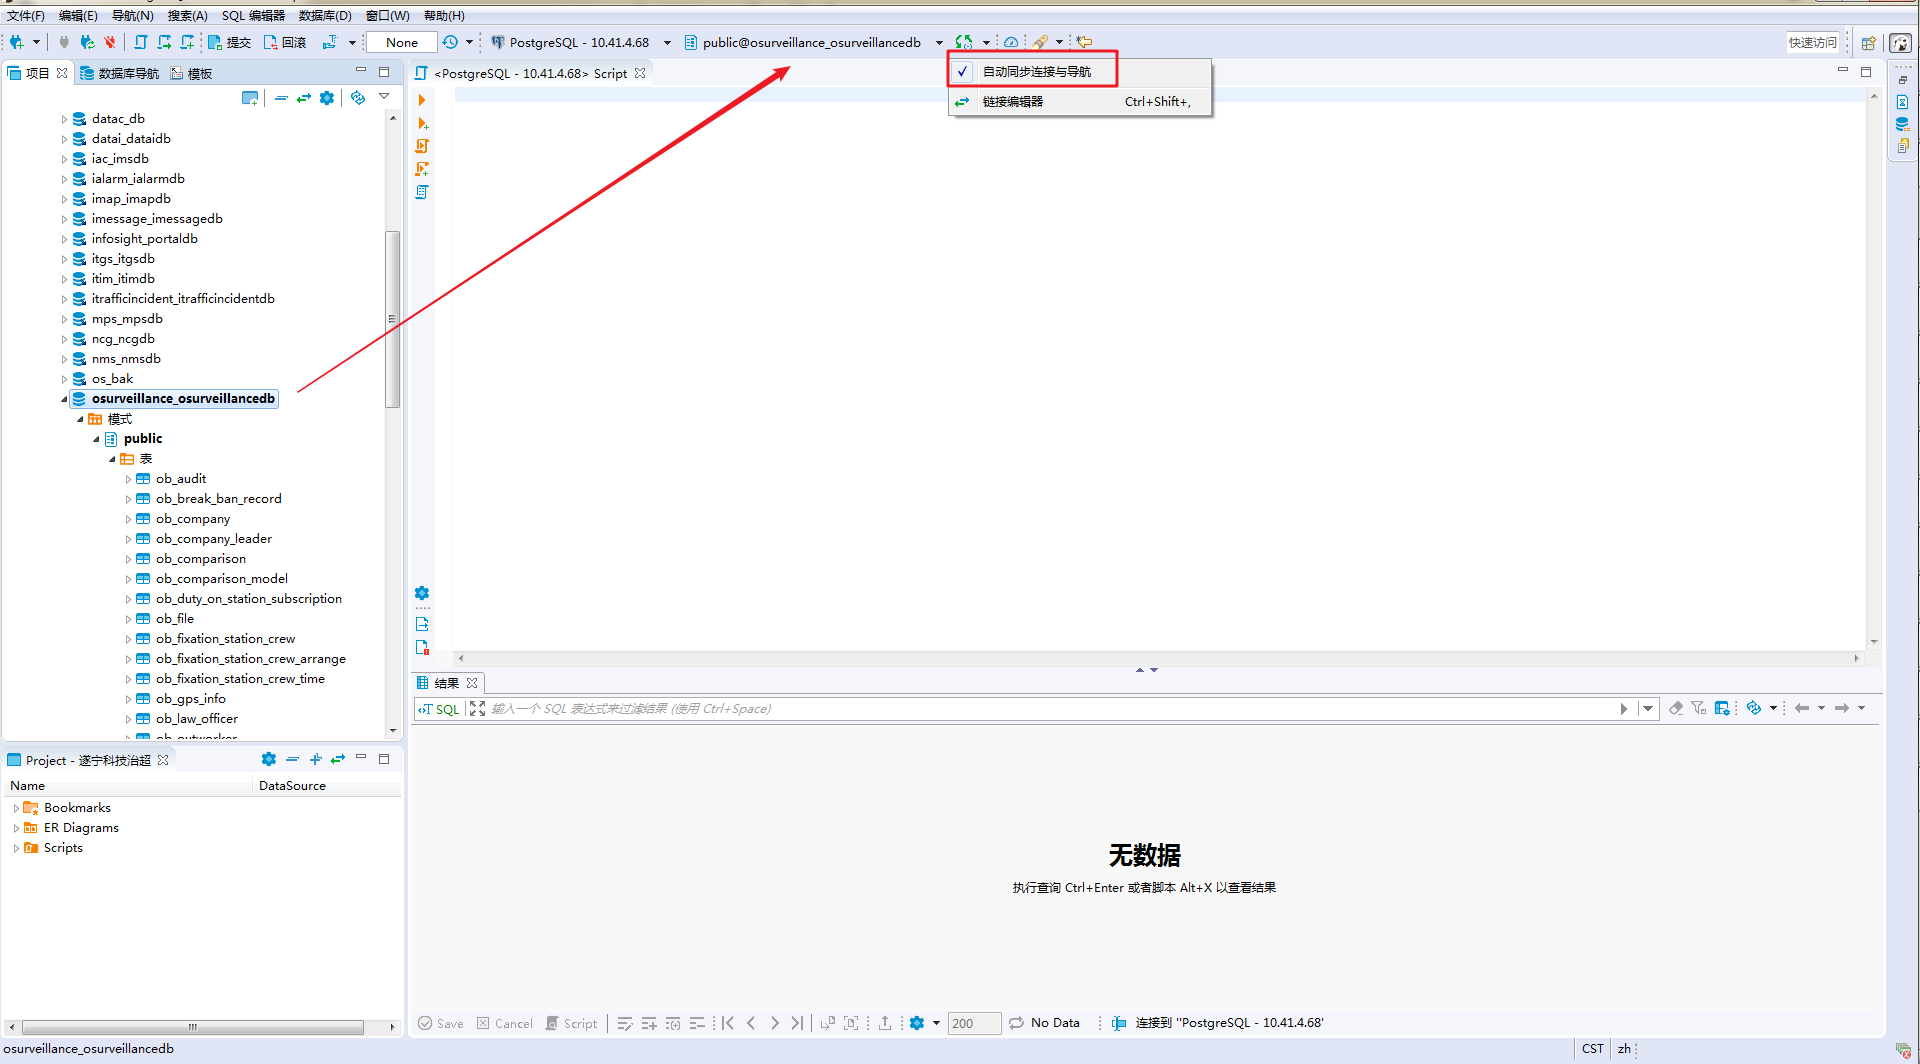 文件(F) 编辑(E) 导航(N) 搜索(A) SQL 编辑器 数据库(D) 窗口(W) 帮助(H)
提交 回滚 None PostgreSQL - 10.41.4.68 public@osurveillance_osurveillancedb 快速访问
项目 数据库导航 模板
<PostgreSQL - 10.41.4.68> Script
自动同步连接与导航
链接编辑器 Ctrl+Shift+,
datac_db
datai_dataidb
iac_imsdb
ialarm_ialarmdb
imap_imapdb
imessage_imessagedb
infosight_portaldb
itgs_itgsdb
itim_itimdb
itrafficincident_itrafficincidentdb
mps_mpsdb
ncg_ncgdb
nms_nmsdb
os_bak
osurveillance_osurveillancedb
模式
public
表
ob_audit
ob_break_ban_record
ob_company
ob_company_leader
ob_comparison
ob_comparison_model
ob_duty_on_station_subscription
ob_file
ob_fixation_station_crew
ob_fixation_station_crew_arrange
ob_fixation_station_crew_time
ob_gps_info
ob_law_officer
ob_outworker
结果
SQL 输入一个 SQL 表达式来过滤结果 (使用 Ctrl+Space)
Project - 遂宁科技治超
Name DataSource
Bookmarks
ER Diagrams
Scripts
无数据
执行查询 Ctrl+Enter 或者脚本 Alt+X 以查看结果
Save Cancel Script 200 No Data 连接到 "PostgreSQL - 10.41.4.68'
osurveillance_osurveillancedb CST zh